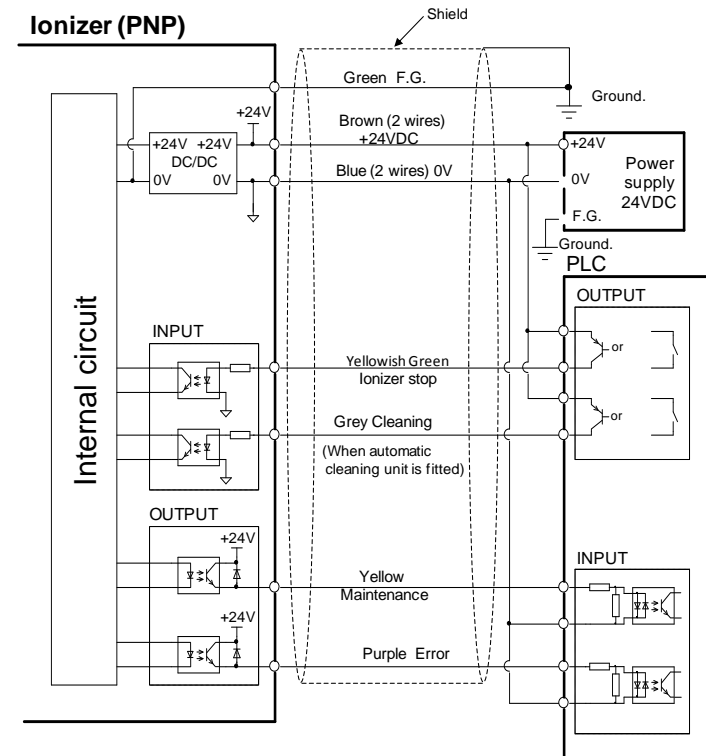 Ionizer (PNP)
Shield
Green F.G.
Ground.
+24V
Brown (2 wires)
+24VDC
+24V +24V
DC/DC
0V 0V
Blue (2 wires) 0V
+24V
0V
F.G.
Power
supply
24VDC
Ground.
PLC
Internal circuit
INPUT
Yellowish Green
Ionizer stop
Grey Cleaning
(When automatic
cleaning unit is fitted)
OUTPUT
or
or
OUTPUT
+24V
Yellow
Maintenance
+24V
Purple Error
INPUT